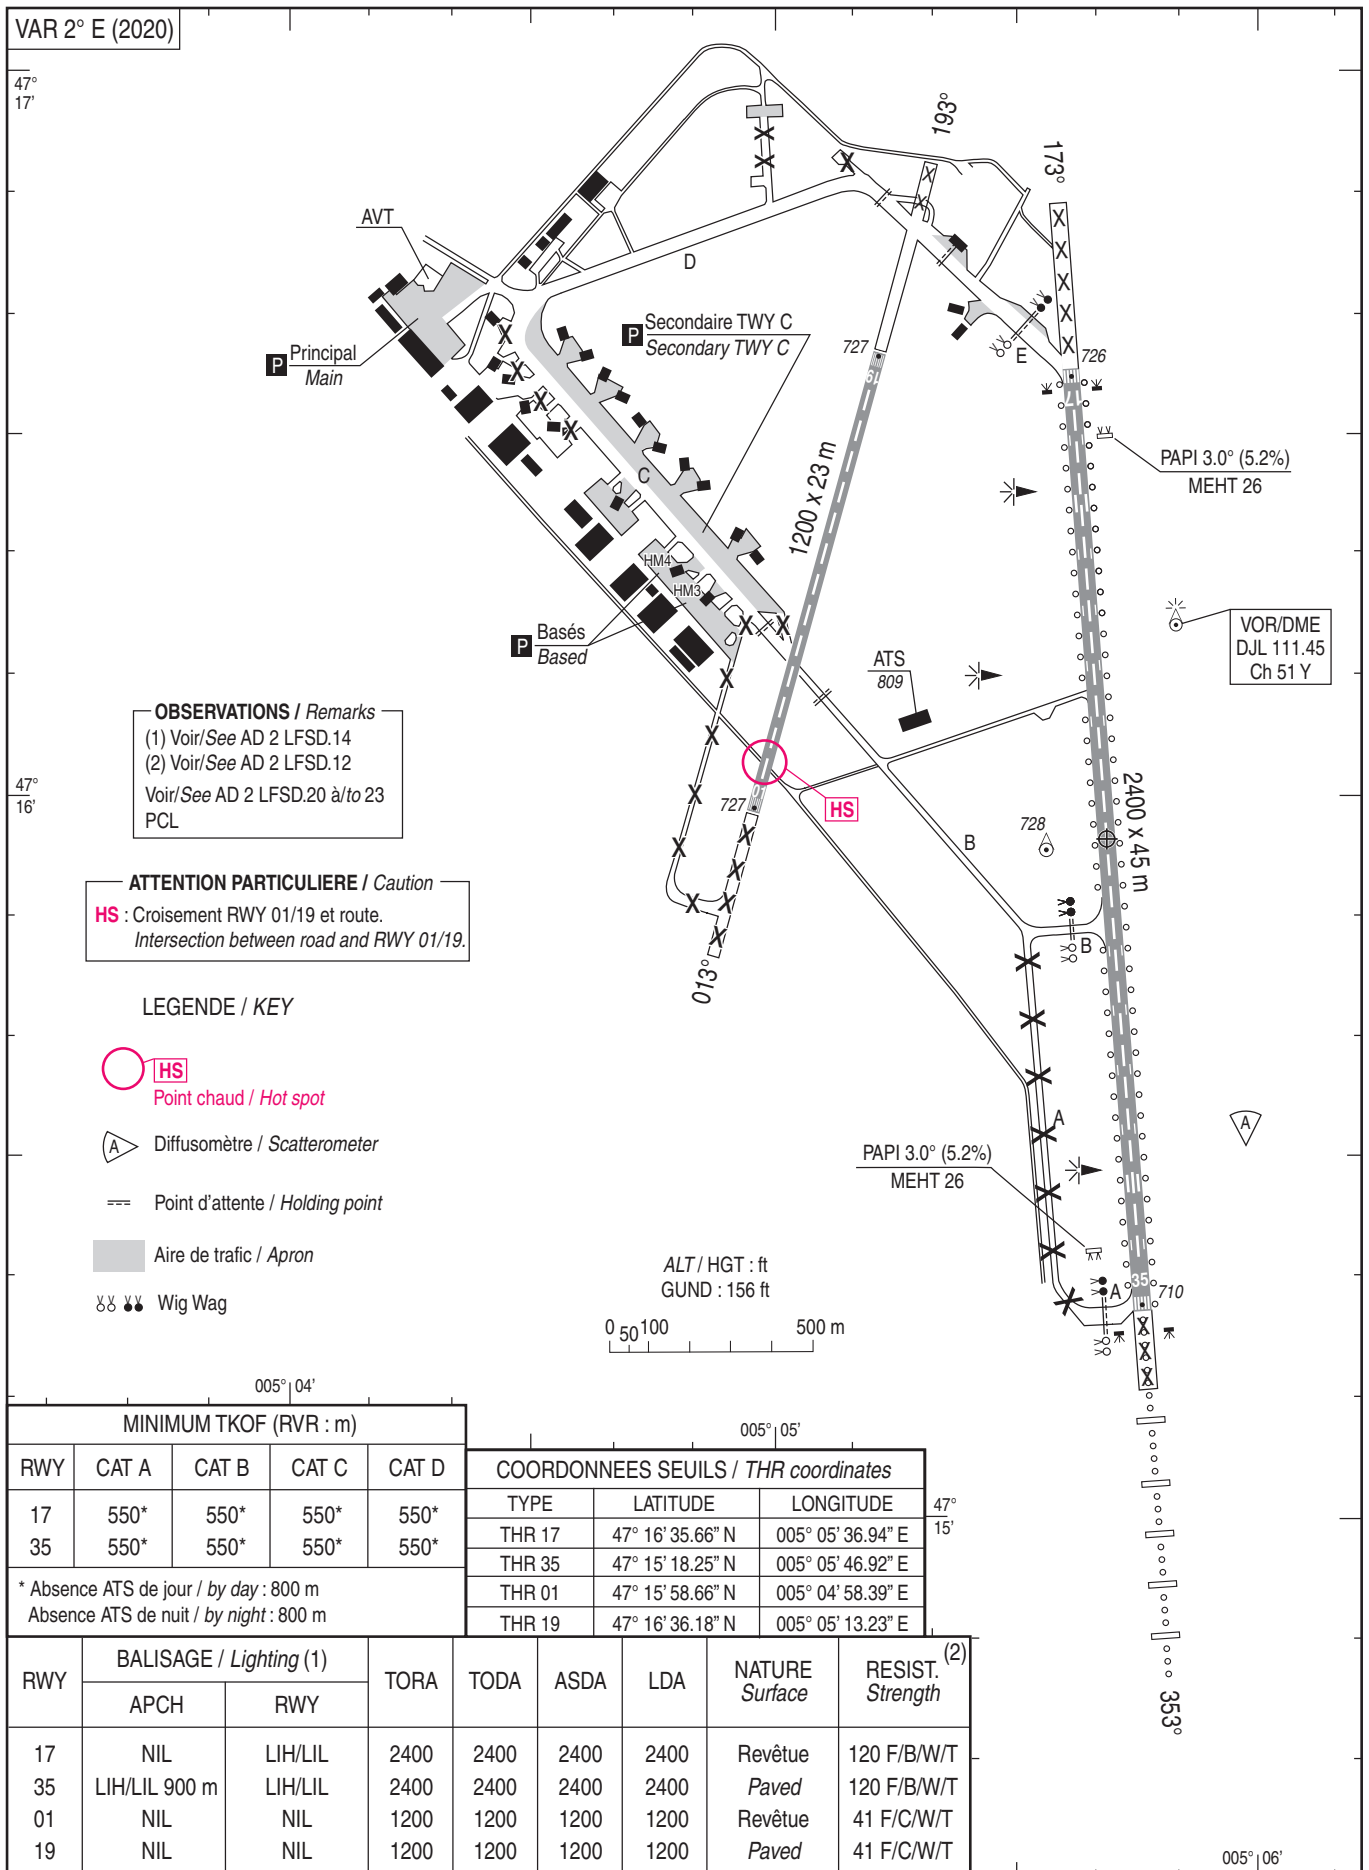 VAR 2° E (2020)
47°
17'
193°
173°
AVT
D
P Principal
Main
P Secondaire TWY C
Secondary TWY C
727
19
E
726
17
PAPI 3.0° (5.2%)
MEHT 26
C
1200 x 23 m
HM4
HM3
P Basés
Based
ATS
809
VOR/DME
DJL 111.45
Ch 51 Y
OBSERVATIONS / Remarks
(1) Voir/See AD 2 LFSD.14
(2) Voir/See AD 2 LFSD.12
Voir/See AD 2 LFSD.20 à/to 23
PCL
47°
16'
01
727
HS
728
B
2400 x 45 m
B
ATTENTION PARTICULIERE / Caution
HS : Croisement RWY 01/19 et route.
Intersection between road and RWY 01/19.
013°
LEGENDE / KEY
HS
Point chaud / Hot spot
A Diffusomètre / Scatterometer
Point d'attente / Holding point
Aire de trafic / Apron
Wig Wag
A
A
PAPI 3.0° (5.2%)
MEHT 26
ALT / HGT : ft
GUND : 156 ft
0 50 100 500 m
A
35
710
005° 04'
005° 05'
MINIMUM TKOF (RVR : m)
RWY CAT A CAT B CAT C CAT D
17 550* 550* 550* 550*
35 550* 550* 550* 550*
* Absence ATS de jour / by day : 800 m
Absence ATS de nuit / by night : 800 m
COORDONNEES SEUILS / THR coordinates
TYPE LATITUDE LONGITUDE
THR 17 47° 16' 35.66” N 005° 05' 36.94” E
THR 35 47° 15' 18.25” N 005° 05' 46.92” E
THR 01 47° 15' 58.66” N 005° 04' 58.39” E
THR 19 47° 16' 36.18” N 005° 05' 13.23” E
47°
15'
353°
RWY BALISAGE / Lighting (1) TORA TODA ASDA LDA NATURE
Surface RESIST. (2)
Strength
APCH RWY
17 NIL LIH/LIL 2400 2400 2400 2400 Revêtue 120 F/B/W/T
35 LIH/LIL 900 m LIH/LIL 2400 2400 2400 2400 Paved 120 F/B/W/T
01 NIL NIL 1200 1200 1200 1200 Revêtue 41 F/C/W/T
19 NIL NIL 1200 1200 1200 1200 Paved 41 F/C/W/T
005° 06'